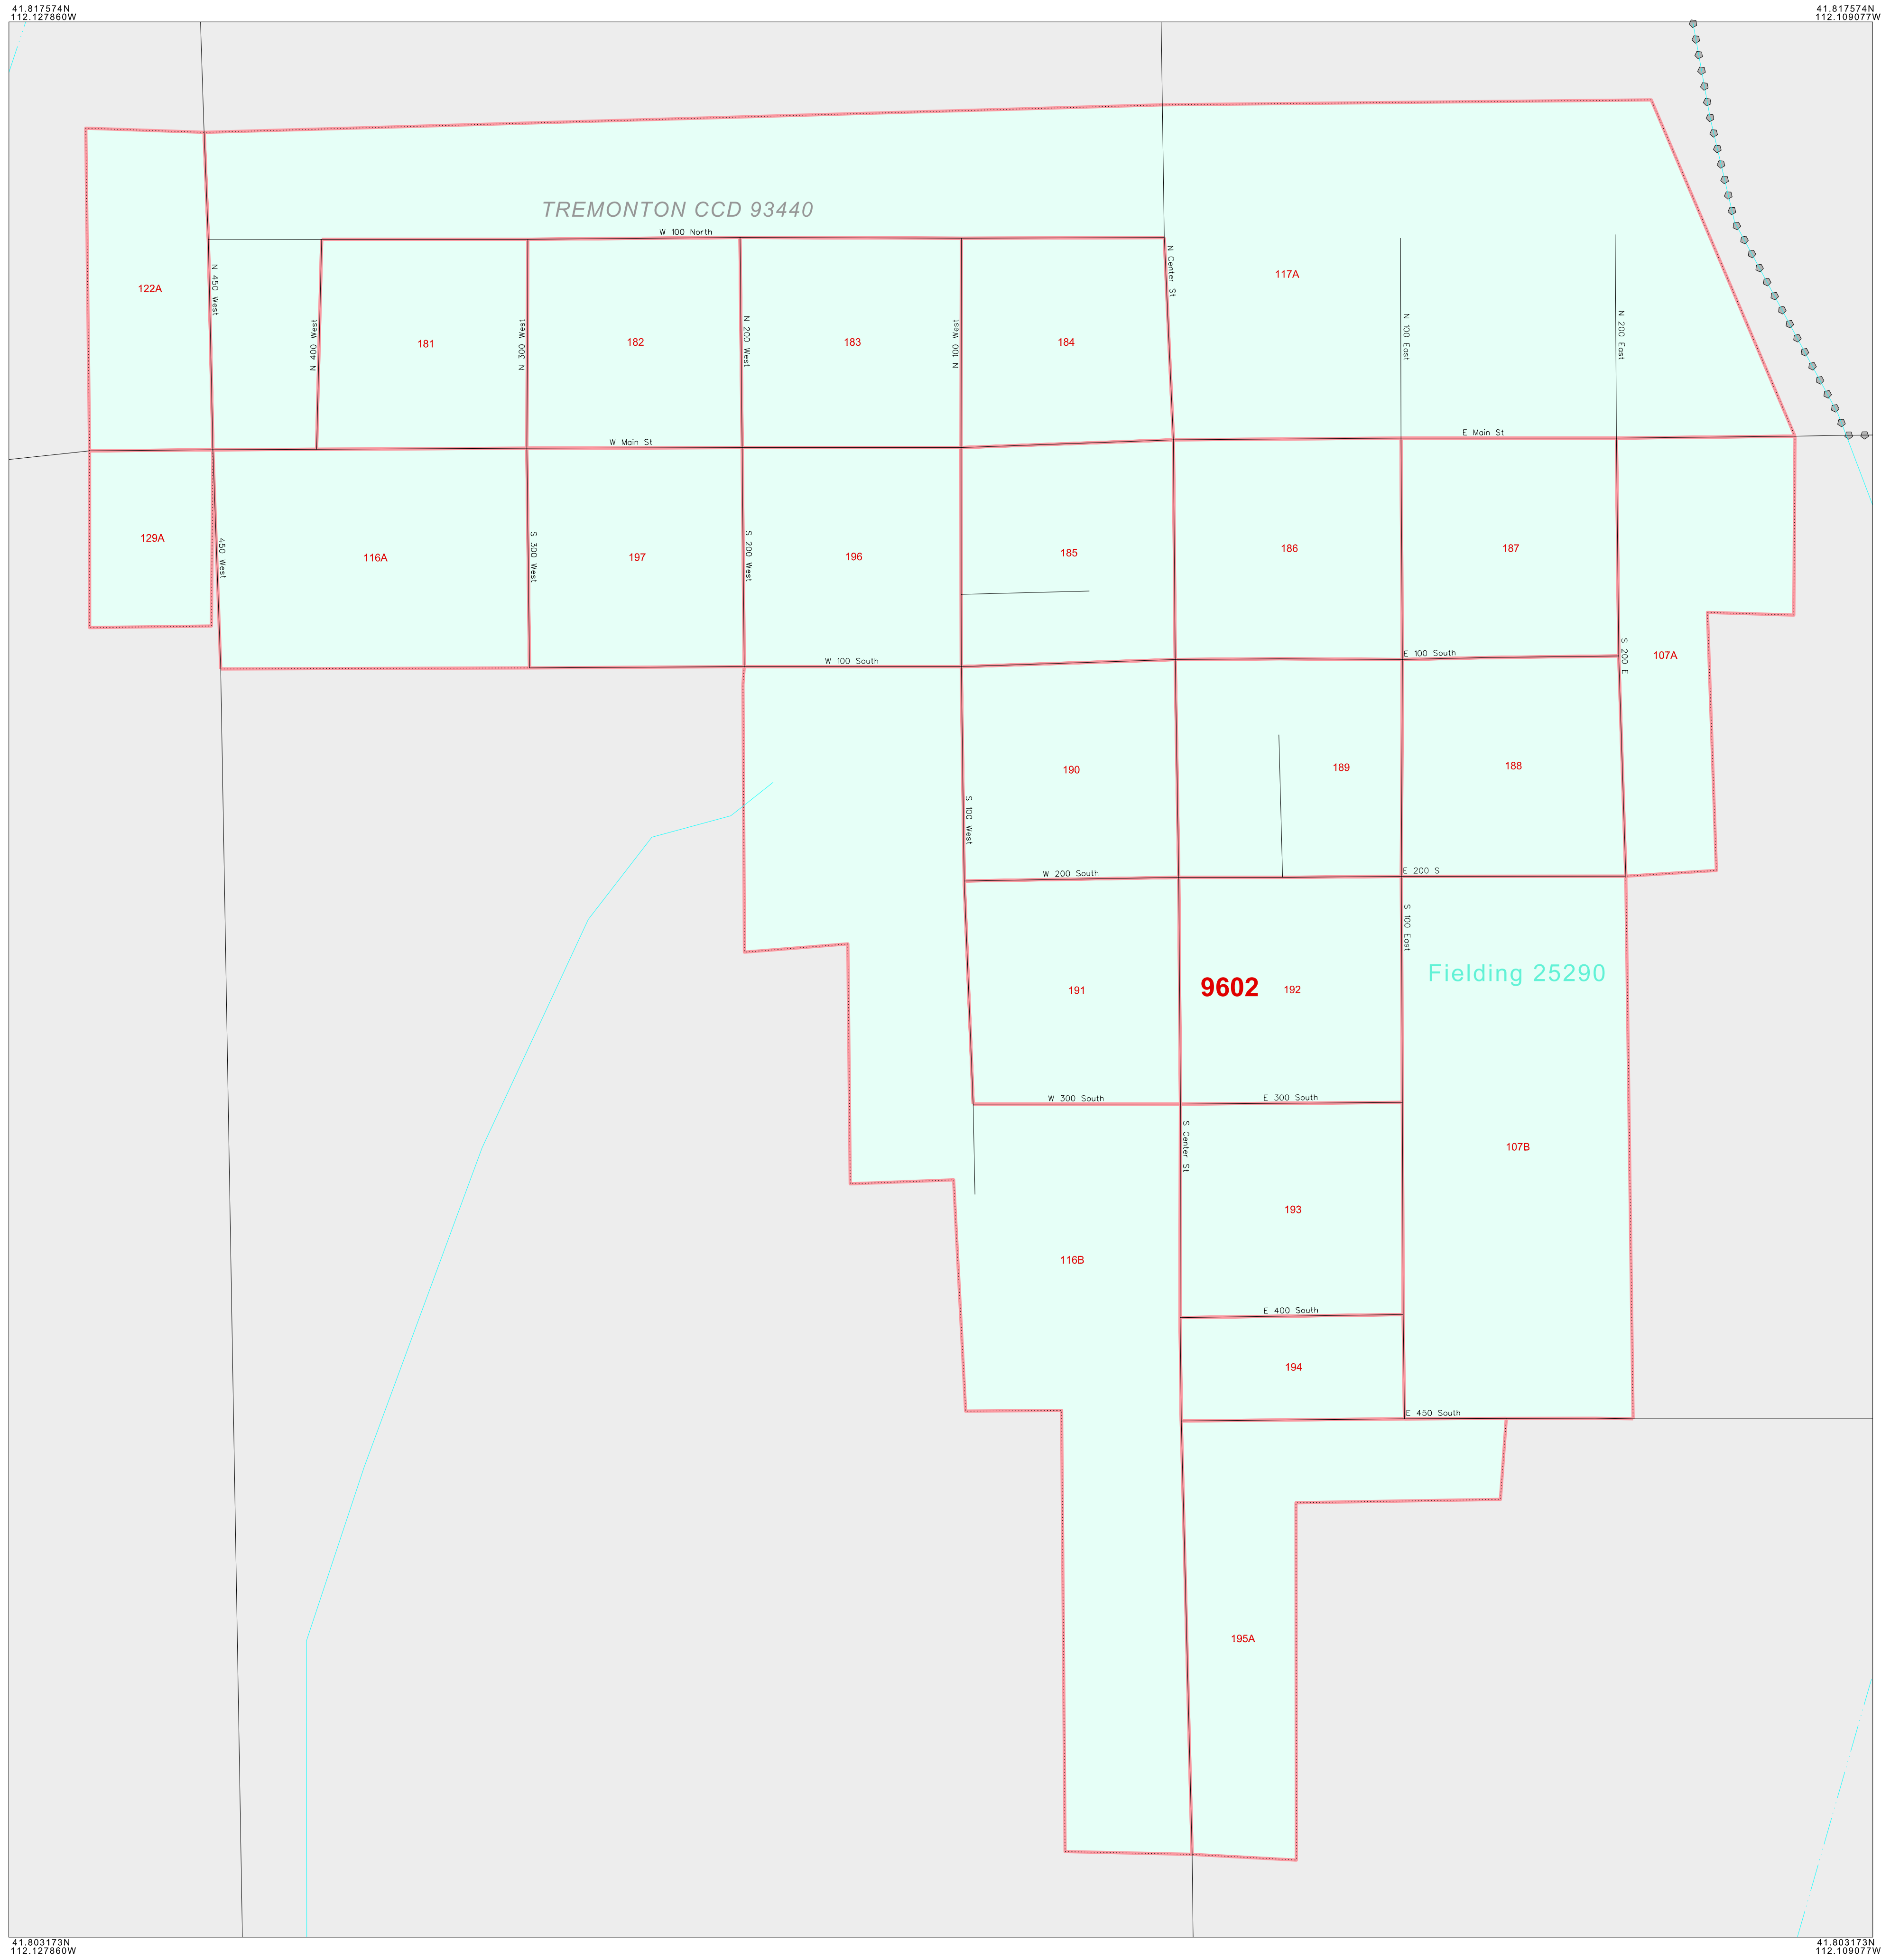 41.817574N
112.127860W
41.817574N
112.109077W
TREMONTON CCD 93440
W 100 North
N Center St
117A
122A
N 450 West
N 400 West
181
N 300 West
182
N 200 West
183
N 100 West
184
N 100 East
N 200 East
W Main St
E Main St
129A
450 West
116A
S 300 West
197
S 200 West
196
185
186
187
S 200 E
107A
W 100 South
E 100 South
190
189
188
S 100 West
W 200 South
E 200 S
S 100 East
191
9602
192
Fielding 25290
W 300 South
E 300 South
S Center St
107B
193
116B
E 400 South
194
E 450 South
195A
41.803173N
112.127860W
41.803173N
112.109077W